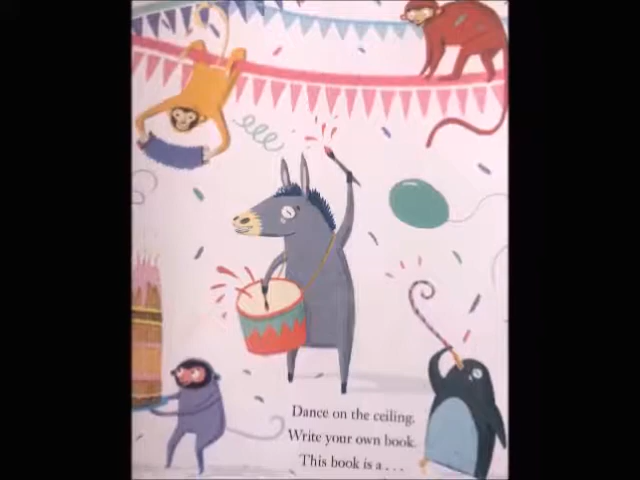 Dance on the ceiling.
Write your own book.
This book is a . . .